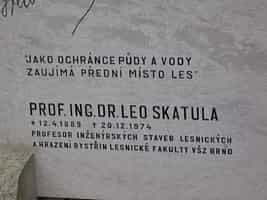 "JAKO OCHRÁNCE PŮDY A VODY
ZAUJÍMÁ PŘEDNÍ MÍSTO LES"
PROF. ING. DR. LEO SKATULA
+ 12.4.1889 † 20.12.1974
PROFESOR INŽENÝRSKÝCH STAVEB LESNICKÝCH
A HRAZENÍ BYSTŘIN LESNICKÉ FAKULTY VŠZ BRNO